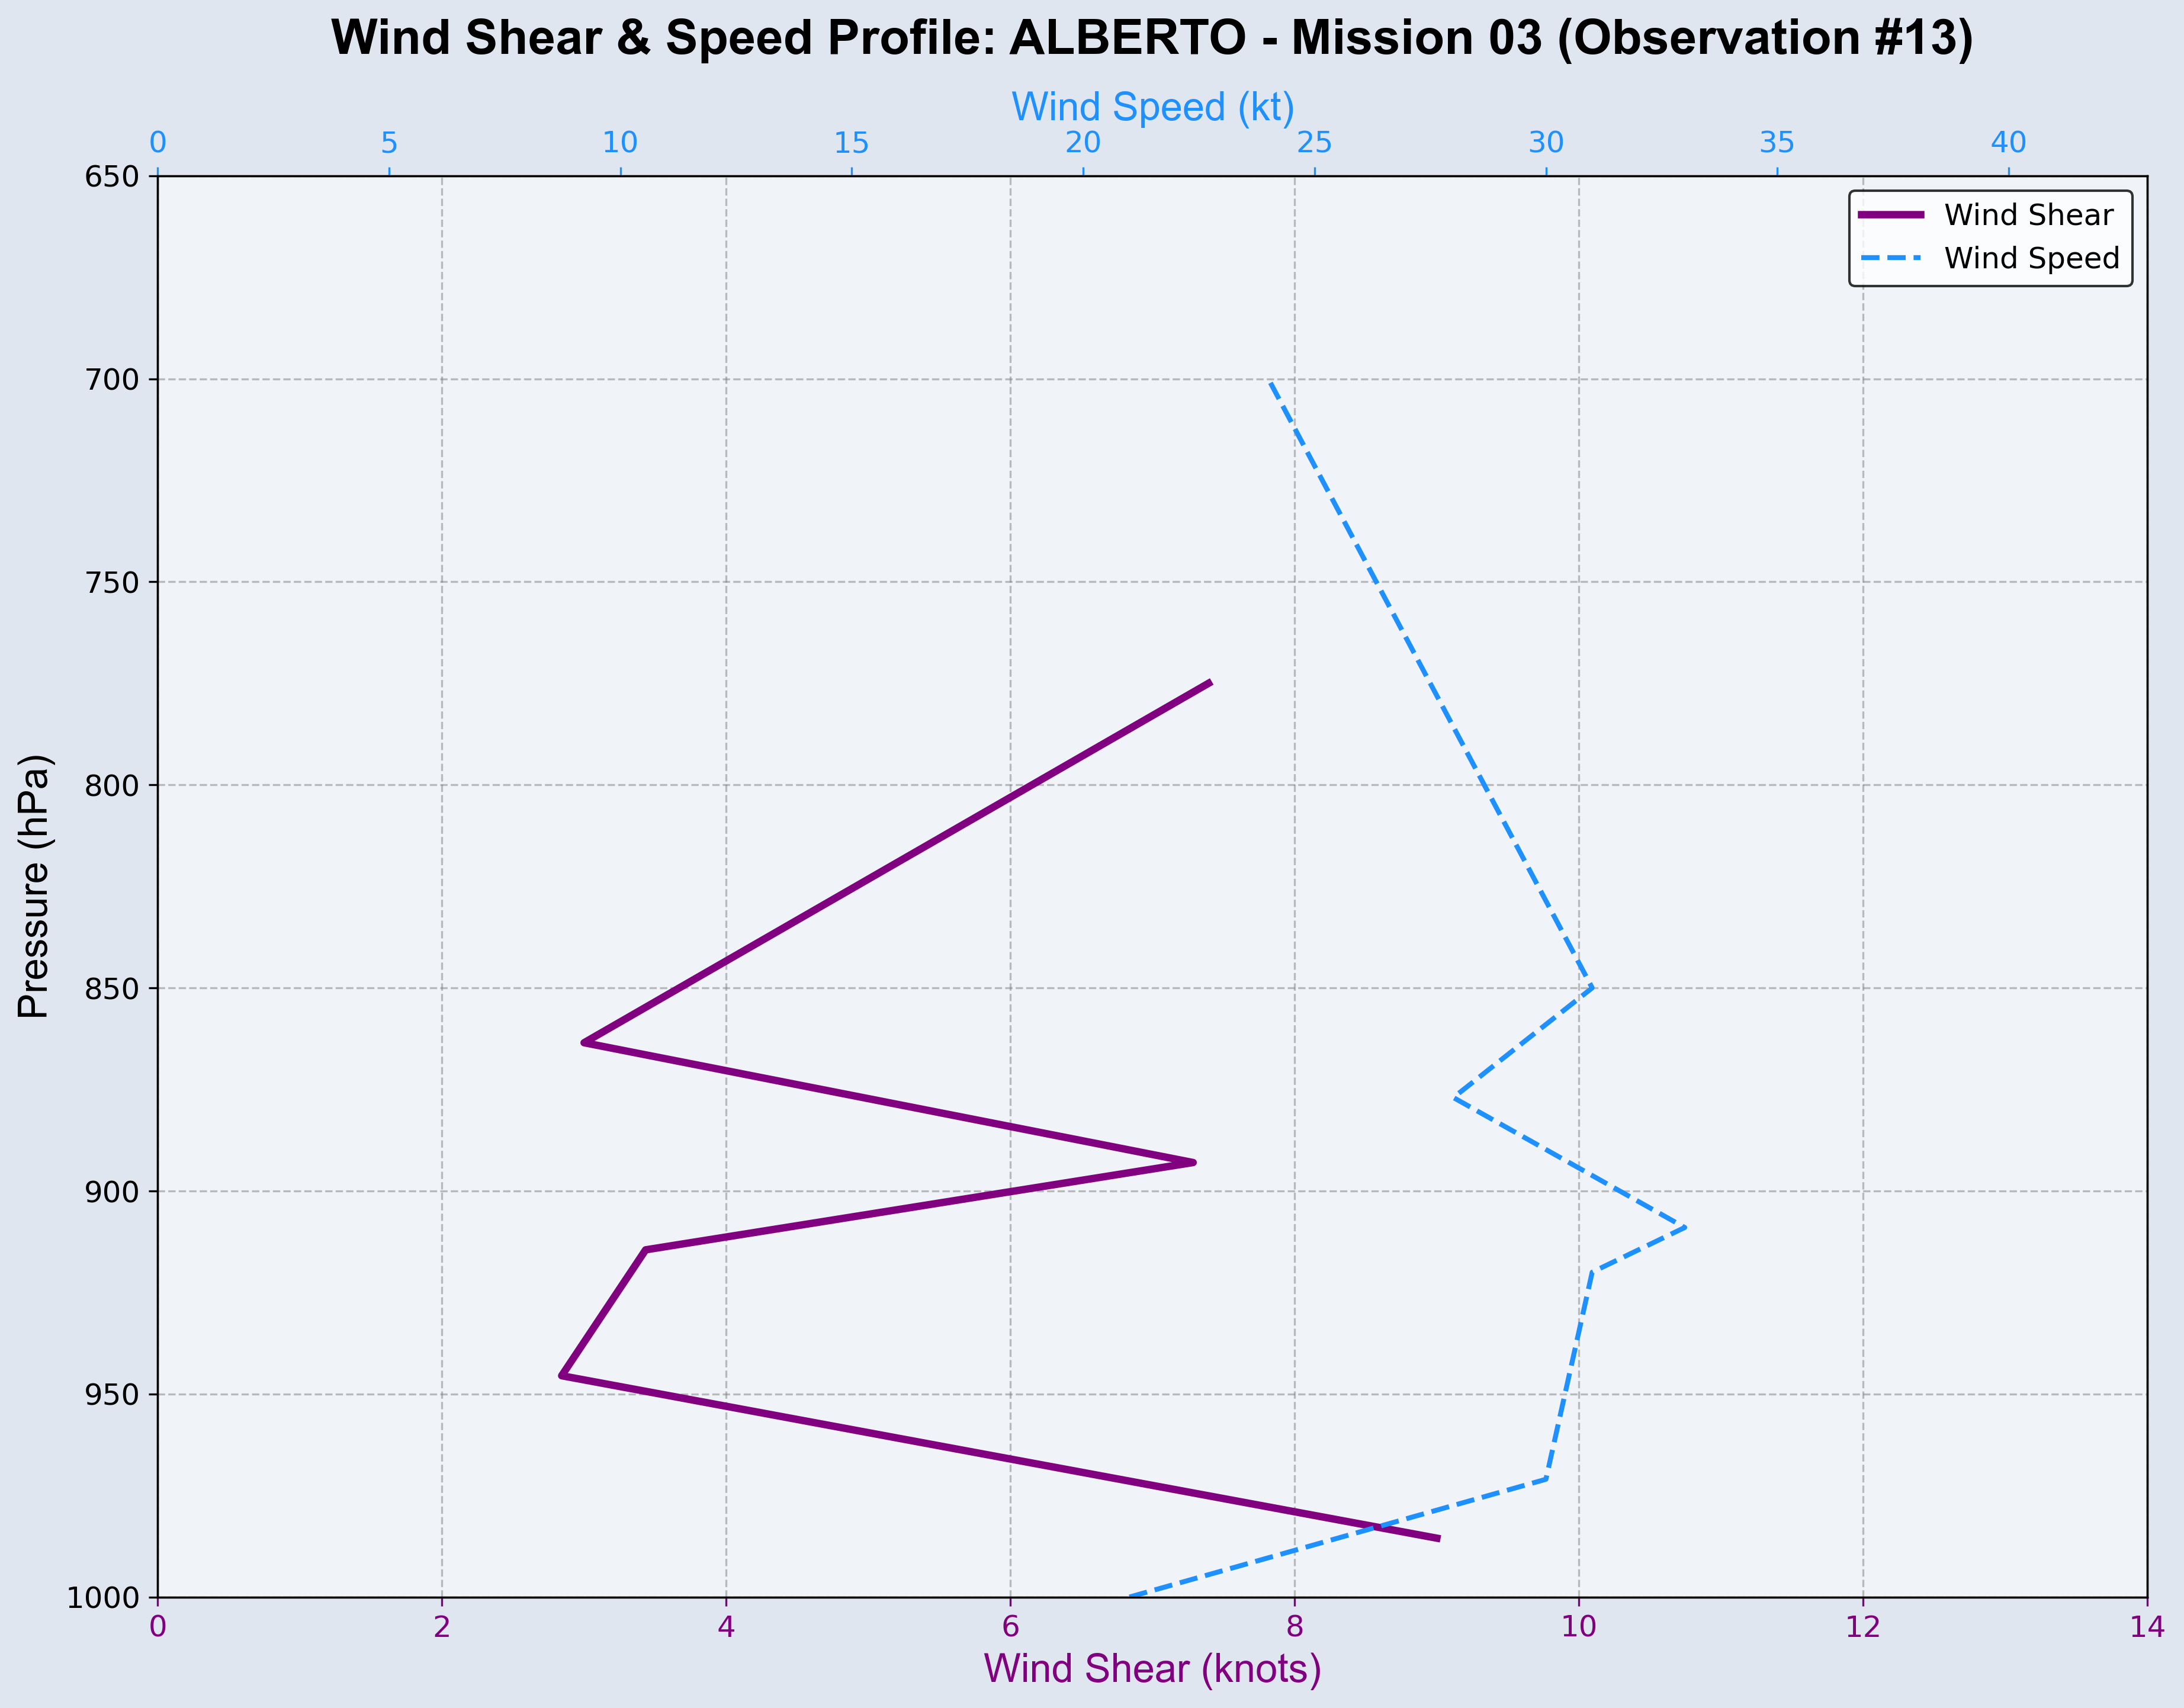 Wind Shear & Speed Profile: ALBERTO - Mission 03 (Observation #13)
Wind Speed (kt)
0 5 10 15 20 25 30 35 40
Wind Shear
Wind Speed
650
700
750
800
850
900
950
1000
Pressure (hPa)
0 2 4 6 8 10 12 14
Wind Shear (knots)